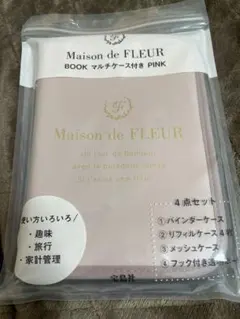 Maison de FLEUR
BOOK マルチケース付き PINK
Maison de FLEUR
4点セット
①バインダーケース
②リフィルケース4
③メッシュケース
④フック付き
使い方いろいろ
・趣味
・旅行
・家計管理
宝島社